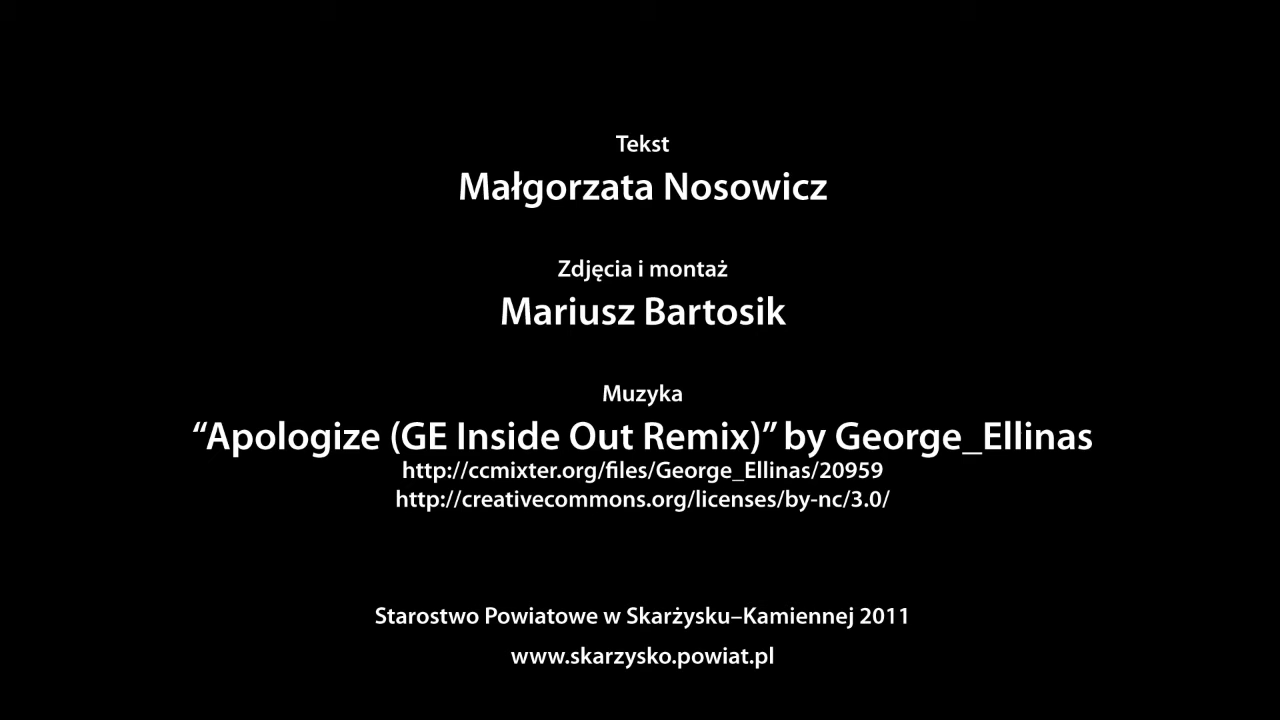 Tekst
Małgorzata Nosowicz
Zdjęcia i montaż
Mariusz Bartosik
Muzyka
“Apologize (GE Inside Out Remix)” by George_Ellinas
http://ccmixter.org/files/George_Ellinas/20959
http://creativecommons.org/licenses/by-nc/3.0/
Starostwo Powiatowe w Skarżysku–Kamiennej 2011
www.skarzysko.powiat.pl